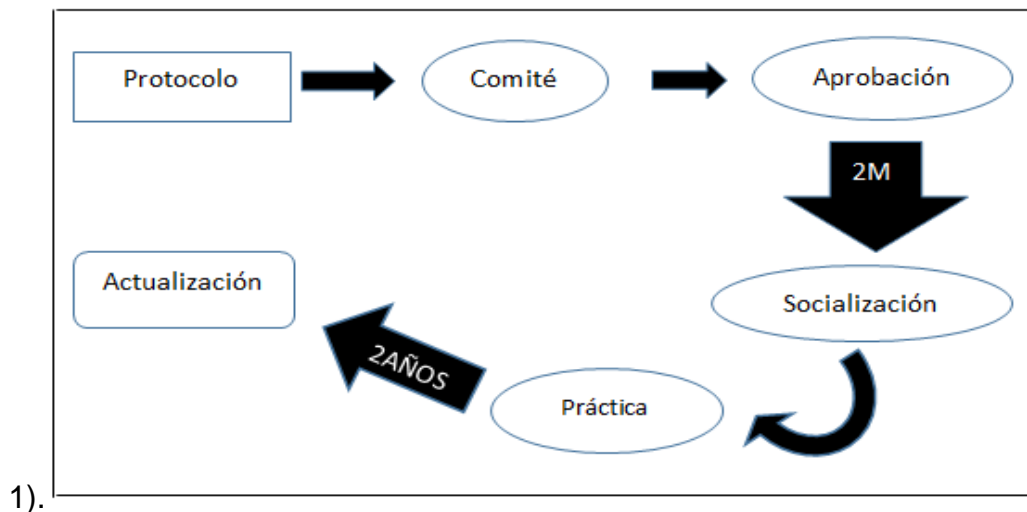 Protocolo
Comité
Aprobación
2M
Socialización
Práctica
2AÑOS
Actualización
1).